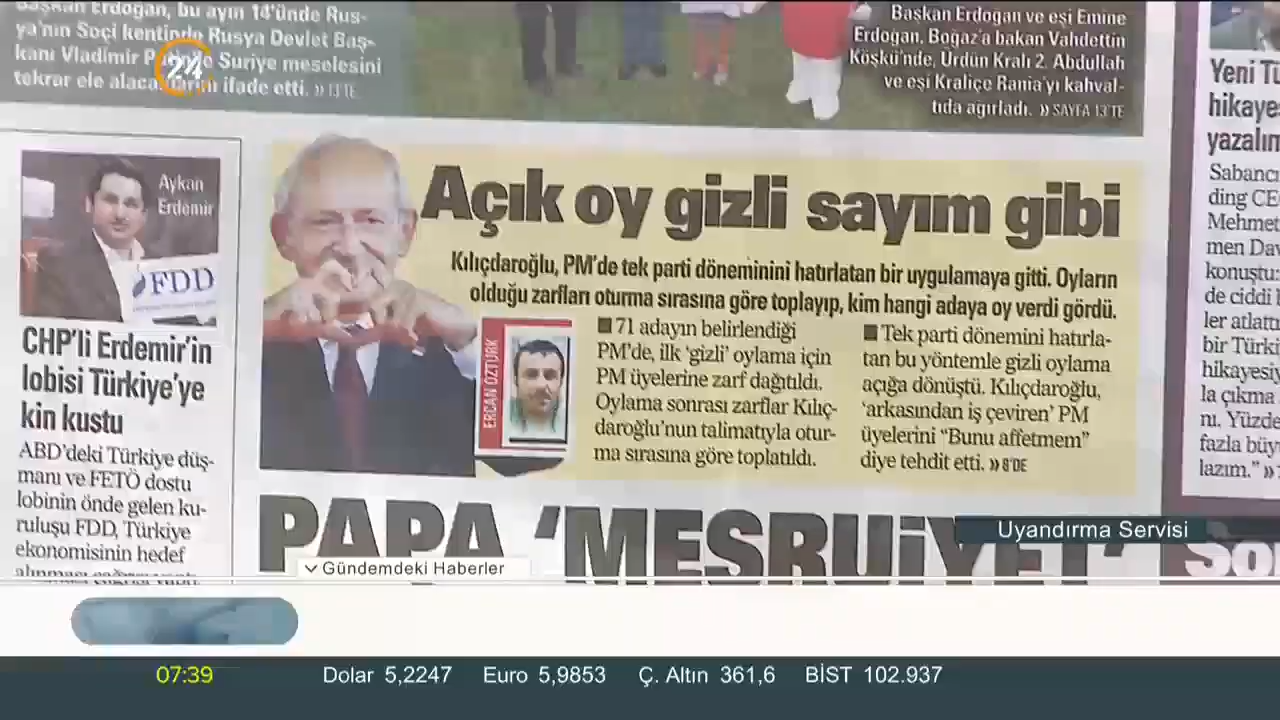 Başkan Erdoğan, bu ayın 14'ünde Rus-
ya'nın Soçi kentinde Rusya Devlet Baş-
kanı Vladimir
Suriye meselesini
tekrar ele
ifade etti. » 13'TE
24
Başkan Erdoğan ve eşi Emine
Erdoğan, Boğaz'a bakan Vahdettin
Köşkü'nde, Ürdün Kralı 2. Abdullah
ve eşi Kraliçe Rania'yı kahval-
tıda ağırladı. » SAYFA 13'TE
Aykan
Erdemir
FDD
CHP'li Erdemir'in
lobisi Türkiye'ye
kin kustu
ABD'deki Türkiye düş-
manı ve FETÖ dostu
lobinin önde gelen ku-
ruluşu FDD, Türkiye
ekonomisinin hedef
Açık oy gizli sayım gibi
Kılıçdaroğlu, PM'de tek parti döneminini hatırlatan bir uygulamaya gitti. Oyların
olduğu zarfları oturma sırasına göre toplayıp, kim hangi adaya oy verdi gördü.
ERCAN ÖZTÜRK
■ 71 adayın belirlendiği
PM'de, ilk 'gizli' oylama için
PM üyelerine zarf dağıtıldı.
Oylama sonrası zarflar Kılıç-
daroğlu'nun talimatıyla otur-
ma sırasına göre toplatıldı.
■ Tek parti dönemini hatırla-
tan bu yöntemle gizli oylama
açığa dönüştü. Kılıçdaroğlu,
'arkasından iş çeviren' PM
üyelerini "Bunu affetmem"
diye tehdit etti. » 8'DE
PAPA 'MEŞRUİYET'
Yeni
hikaye
yazalım
Sabancı
ding CE
Mehmet
men
konuştu
de ciddi
ler atlattı
bir Türki
hikayesi
la çıkma
nı. Yüzde
fazla büy
lazım." »
Uyandırma Servisi
Gündemdeki Haberler
07:39 Dolar 5,2247 Euro 5,9853 Ç. Altın 361,6 BİST 102.937